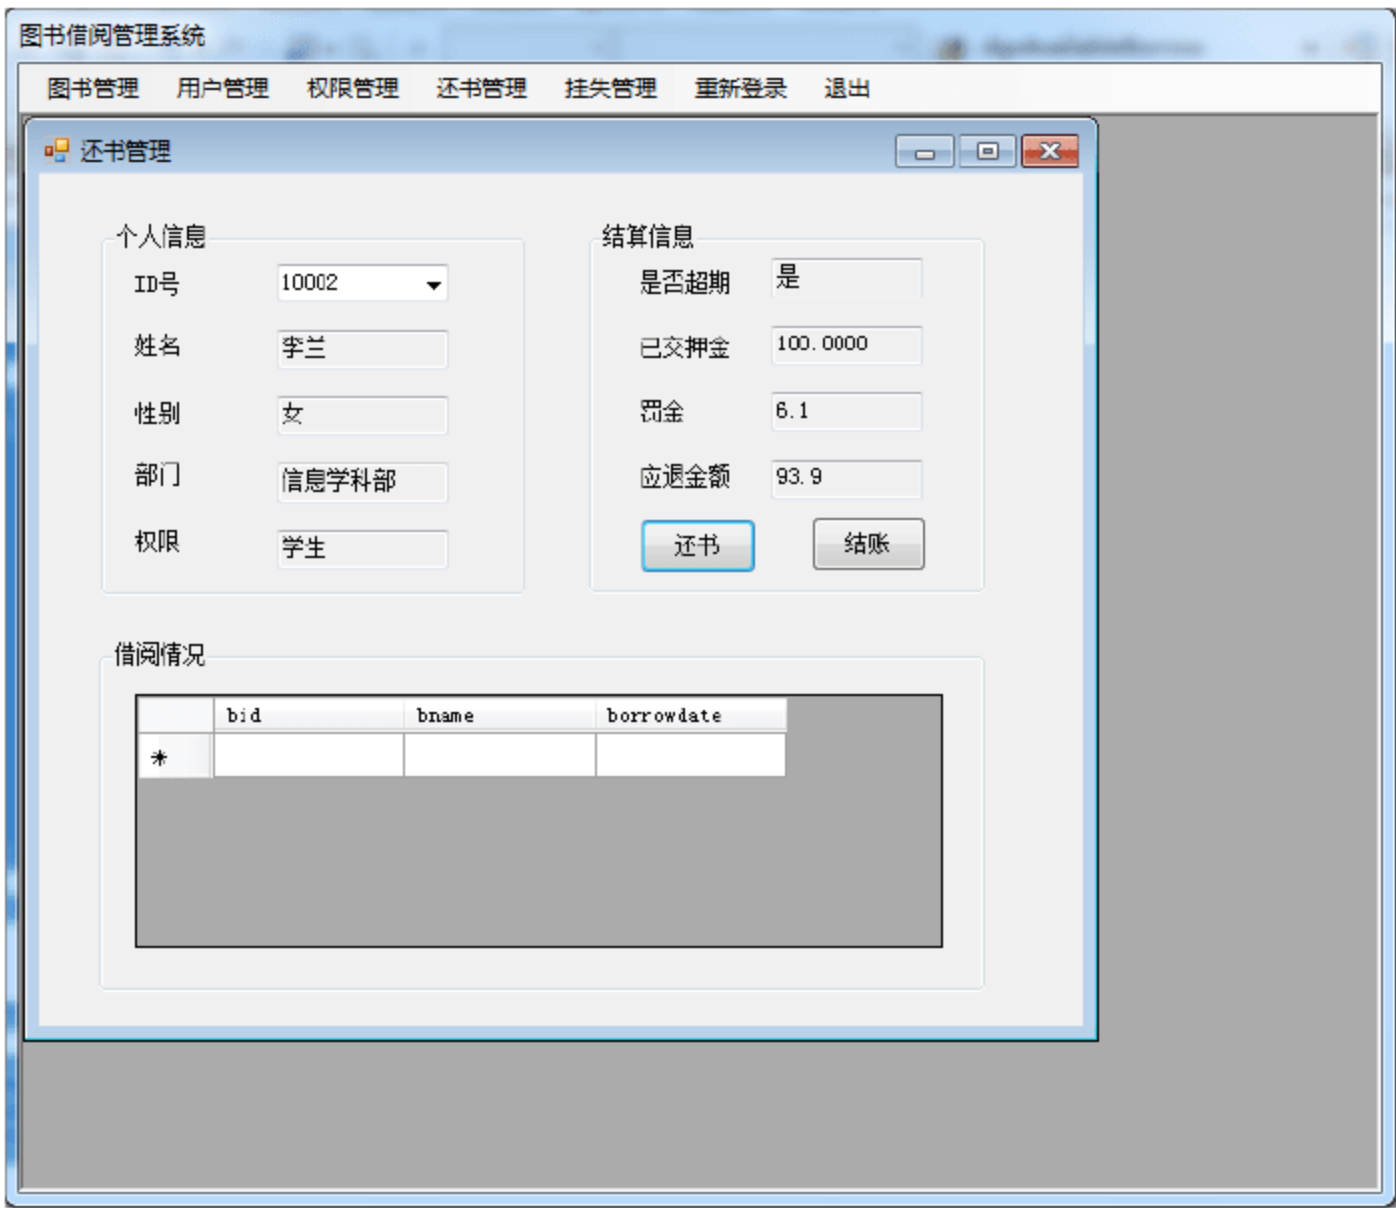 图书借阅管理系统
图书管理 用户管理 权限管理 还书管理 挂失管理 重新登录 退出
还书管理
个人信息
ID号 10002
姓名 李兰
性别 女
部门 信息学科部
权限 学生
结算信息
是否超期 是
已交押金 100.0000
罚金 6.1
应退金额 93.9
还书 结账
借阅情况
bid bname borrowdate
*